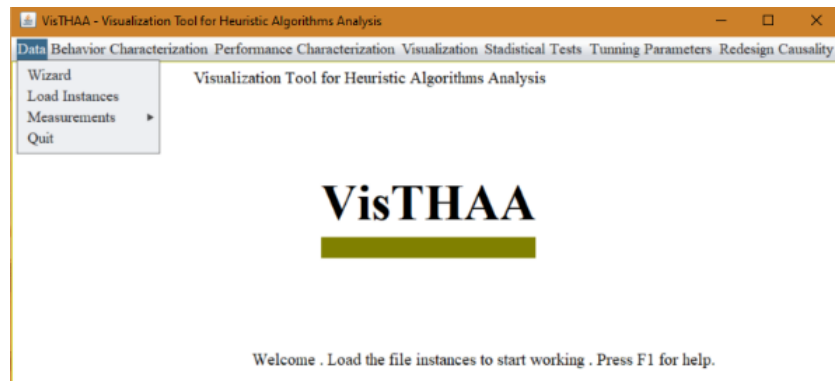 VisTHAA - Visualization Tool for Heuristic Algorithms Analysis
Data Behavior Characterization Performance Characterization Visualization Stadistical Tests Tunning Parameters Redesign Causality
Wizard
Load Instances
Measurements
Quit
Visualization Tool for Heuristic Algorithms Analysis
VisTHAA
Welcome . Load the file instances to start working . Press F1 for help.